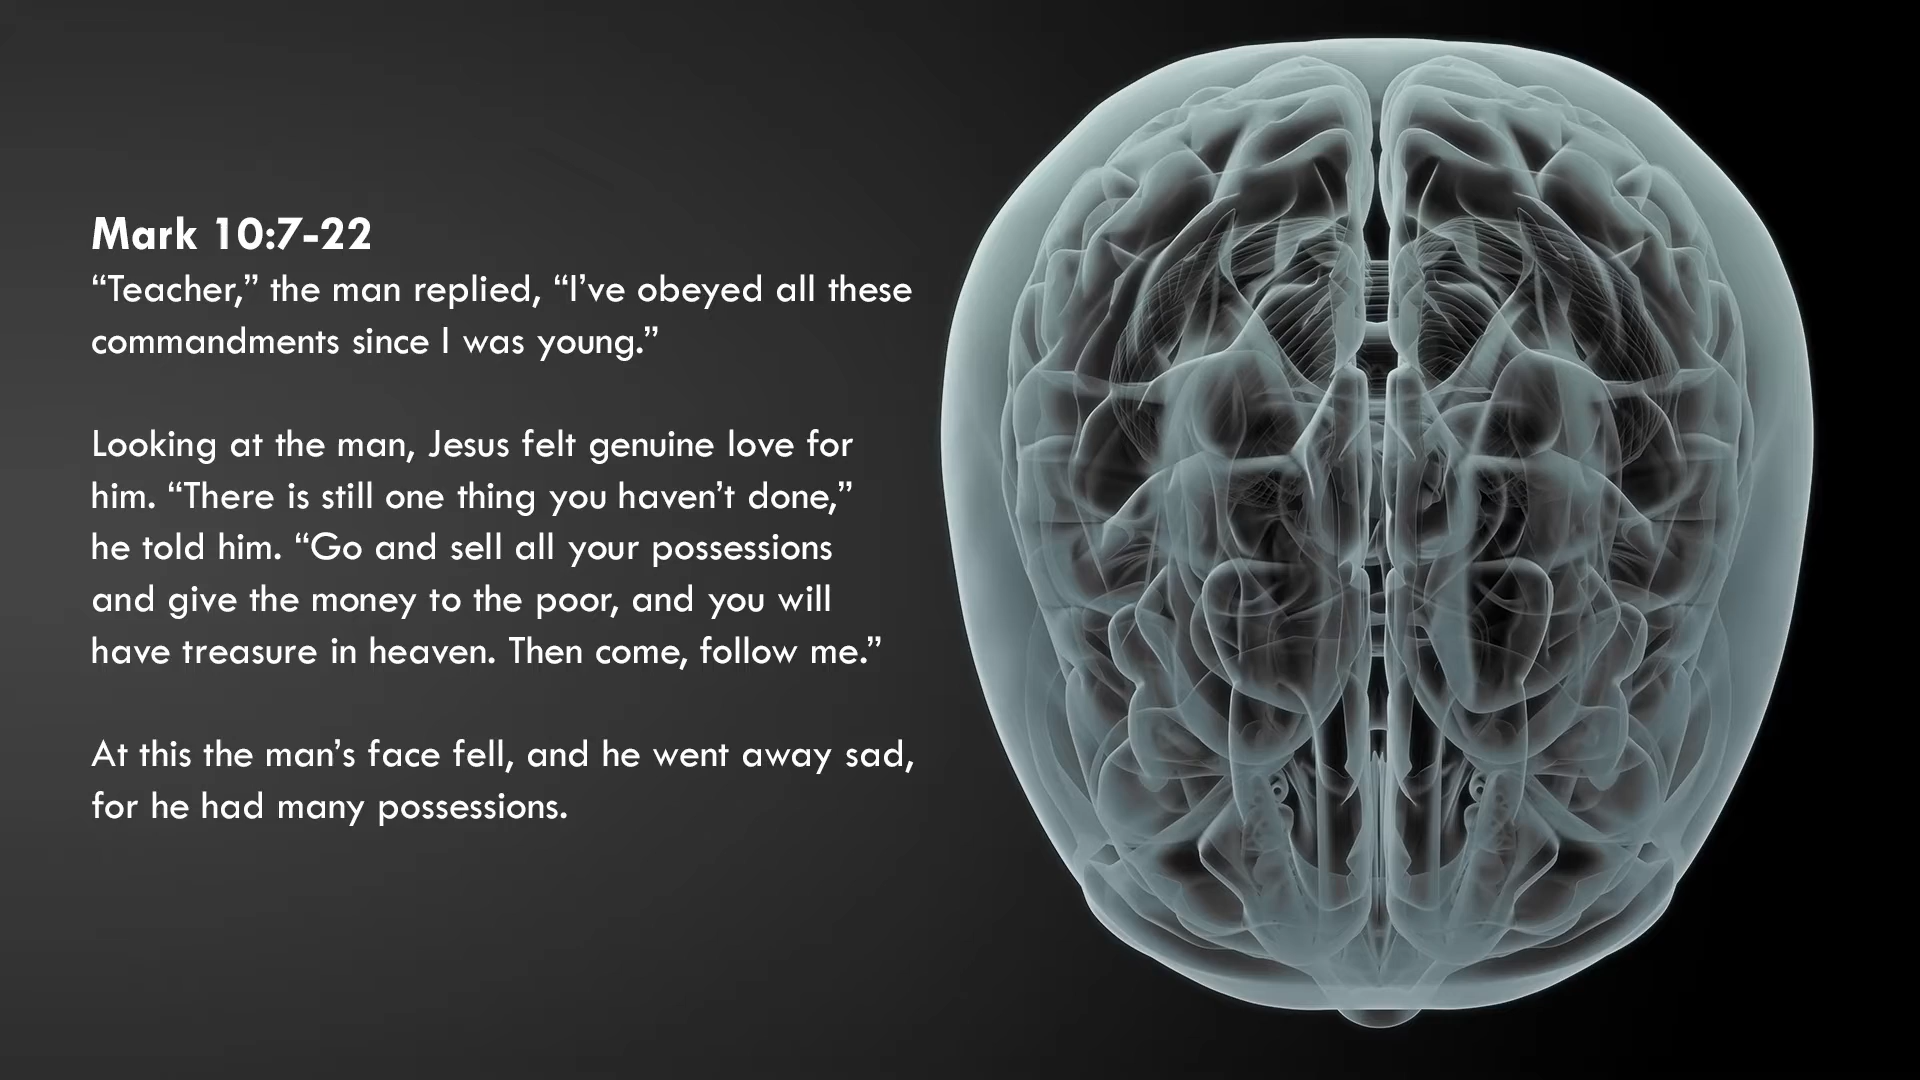 Mark 10:7-22
“Teacher,” the man replied, “I’ve obeyed all these
commandments since I was young.”
Looking at the man, Jesus felt genuine love for
him. “There is still one thing you haven’t done,”
he told him. “Go and sell all your possessions
and give the money to the poor, and you will
have treasure in heaven. Then come, follow me.”
At this the man’s face fell, and he went away sad,
for he had many possessions.